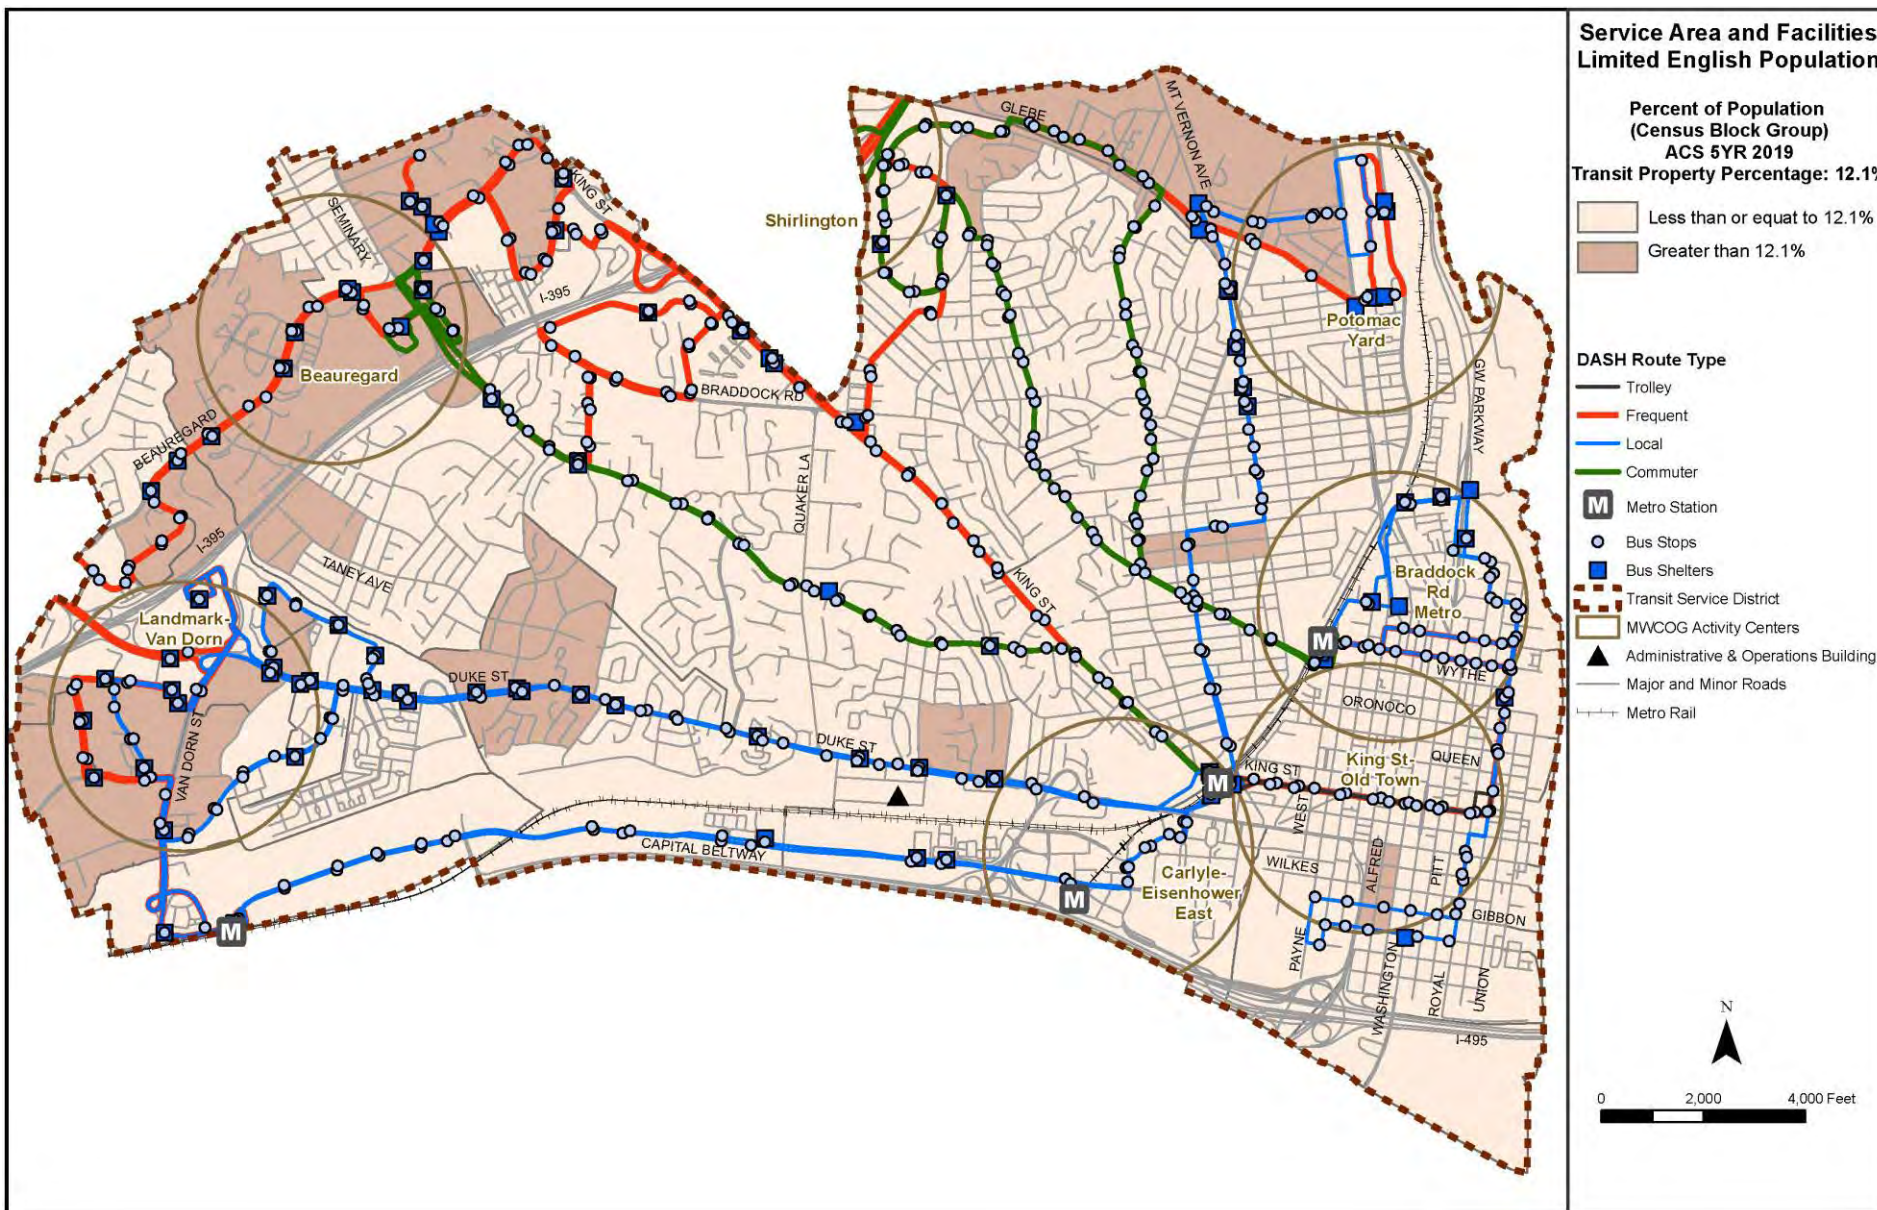 Service Area and Facilities
Limited English Population
Percent of Population
(Census Block Group)
ACS 5YR 2019
Transit Property Percentage: 12.1%
Less than or equat to 12.1%
Greater than 12.1%
DASH Route Type
Trolley
Frequent
Local
Commuter
M
Metro Station
Bus Stops
Bus Shelters
Transit Service District
MWCOG Activity Centers
Administrative & Operations Building
Major and Minor Roads
Metro Rail
N
0 2,000 4,000 Feet
GLEBE
MT VERNON AVE
KING ST
SEMINARY
Shirlington
I-395
Potomac
Yard
Beauregard
BRADDOCK RD
GW PARKWAY
BEAUREGARD
QUAKER LA
I-395
TANEY AVE
KING ST
Braddock
Rd
Metro
Landmark-
Van Dorn
M
WYTHE
DUKE ST
ORONOCO
VAN DORN ST
DUKE ST
QUEEN
King St-
Old Town
KING ST
M
WEST
CAPITAL BELTWAY
WILKES
ALFRED
PITT
Carlyle-
Eisenhower
East
M
GIBBON
M
PAYNE
WASHINGTON
ROYAL
UNION
I-495